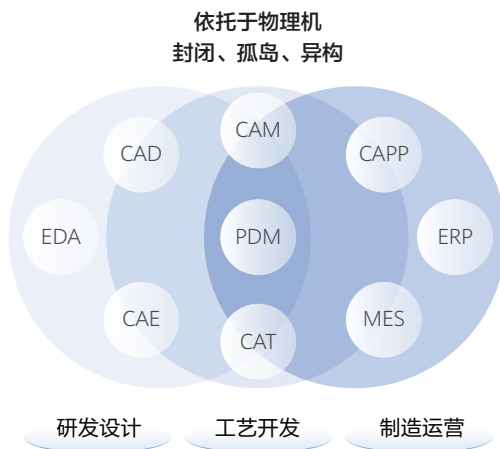 依托于物理机
封闭、孤岛、异构
CAM
CAD
CAPP
EDA
PDM
ERP
CAE
MES
CAT
研发设计
工艺开发
制造运营